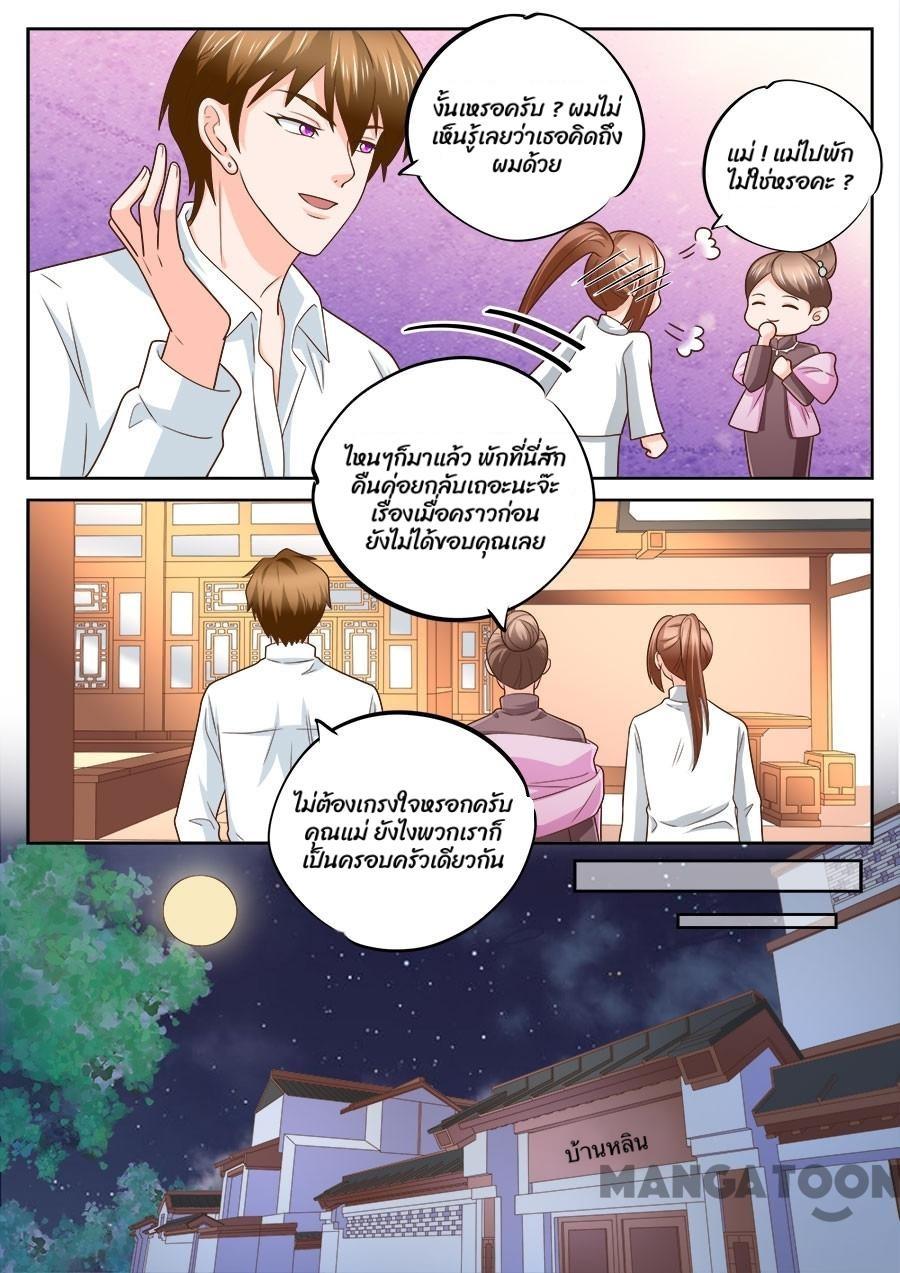 งั้นเหรอครับ ? ผมไม่
เห็นรู้เลยว่าเธอคิดถึง
ผมด้วย
แม่ ! แม่ไปพัก
ไม่ใช่หรอคะ ?
ไหนๆก็มาแล้ว พักที่นี่สัก
คืนค่อยกลับเถอะนะจ๊ะ
เรื่องเมื่อคราวก่อน
ยังไม่ได้ขอบคุณเลย
ไม่ต้องเกรงใจหรอกครับ
คุณแม่ ยังไงพวกเราก็
เป็นครอบครัวเดียวกัน
บ้านหลิน
MANGATOON